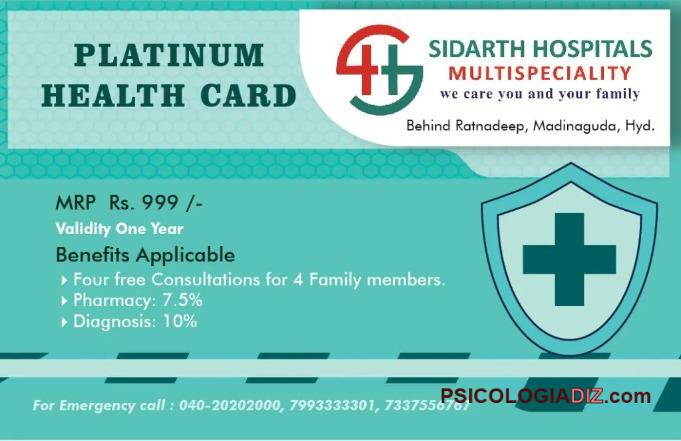 PLATINUM
HEALTH CARD
SIDARTH HOSPITALS
MULTISPECIALITY
we care you and your family
Behind Ratnadeep, Madinaguda, Hyd.
MRP Rs. 999 /-
Validity One Year
Benefits Applicable
Four free Consultations for 4 Family members.
Pharmacy: 7.5%
Diagnosis: 10%
For Emergency call : 040-20202000, 7993333301, 7337556767
PSICOLOGIADIZ.com